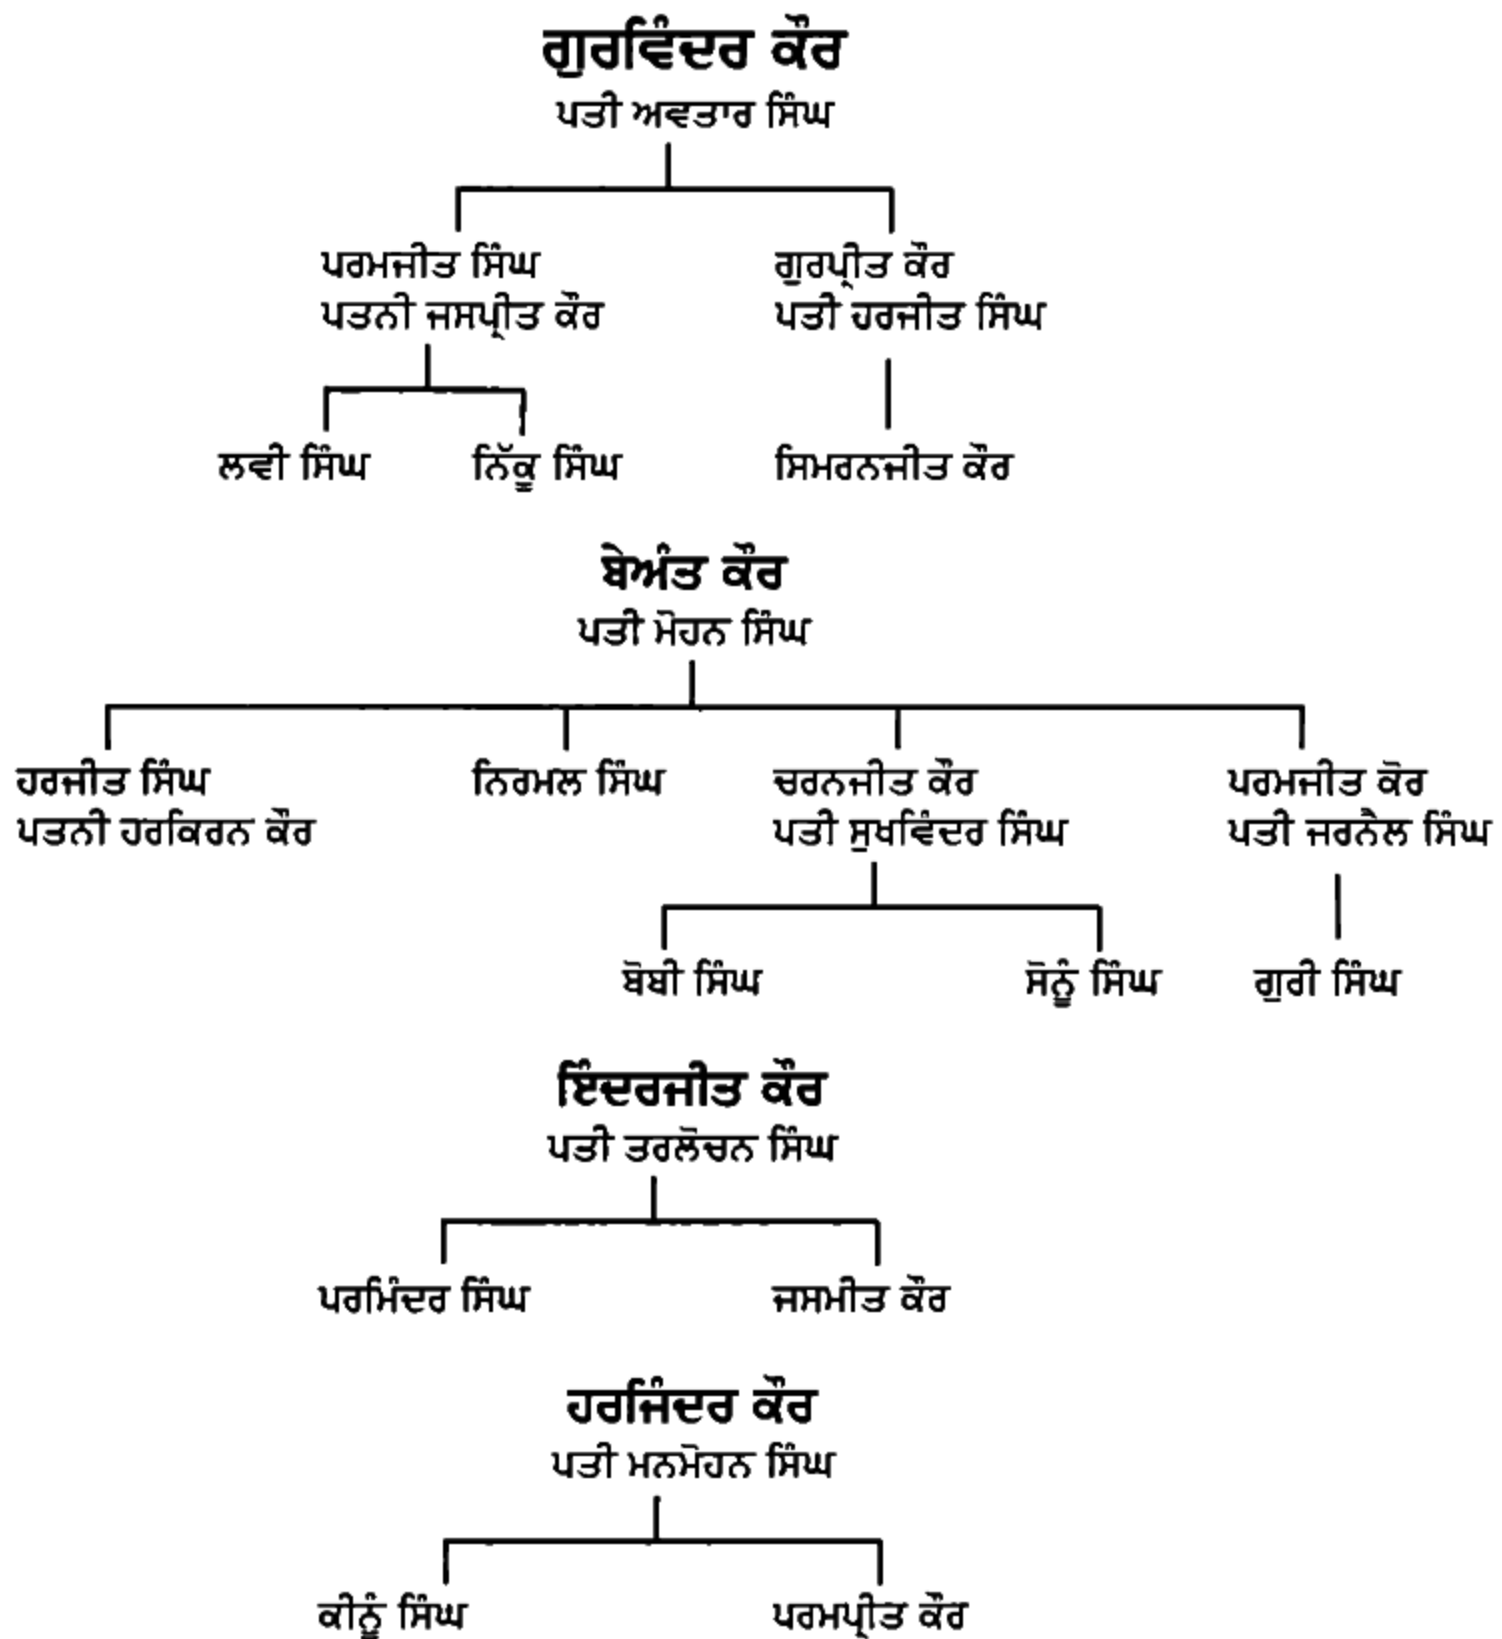 ਗੁਰਵਿੰਦਰ ਕੌਰ
ਪਤੀ ਅਵਤਾਰ ਸਿੰਘ
ਪਰਮਜੀਤ ਸਿੰਘ
ਪਤਨੀ ਜਸਪ੍ਰੀਤ ਕੌਰ
ਗੁਰਪ੍ਰੀਤ ਕੌਰ
ਪਤੀ ਹਰਜੀਤ ਸਿੰਘ
ਲਵੀ ਸਿੰਘ
ਨਿੱਕੂ ਸਿੰਘ
ਸਿਮਰਨਜੀਤ ਕੌਰ
ਬੇਅੰਤ ਕੌਰ
ਪਤੀ ਮੋਹਨ ਸਿੰਘ
ਹਰਜੀਤ ਸਿੰਘ
ਪਤਨੀ ਹਰਕਿਰਨ ਕੌਰ
ਨਿਰਮਲ ਸਿੰਘ
ਚਰਨਜੀਤ ਕੌਰ
ਪਤੀ ਸੁਖਵਿੰਦਰ ਸਿੰਘ
ਪਰਮਜੀਤ ਕੌਰ
ਪਤੀ ਜਰਨੈਲ ਸਿੰਘ
ਬੋਬੀ ਸਿੰਘ
ਸੋਨੂੰ ਸਿੰਘ
ਗੁਰੀ ਸਿੰਘ
ਇੰਦਰਜੀਤ ਕੌਰ
ਪਤੀ ਤਰਲੋਚਨ ਸਿੰਘ
ਪਰਮਿੰਦਰ ਸਿੰਘ
ਜਸਮੀਤ ਕੌਰ
ਹਰਜਿੰਦਰ ਕੌਰ
ਪਤੀ ਮਨਮੋਹਨ ਸਿੰਘ
ਕੀਨੂੰ ਸਿੰਘ
ਪਰਮਪ੍ਰੀਤ ਕੌਰ